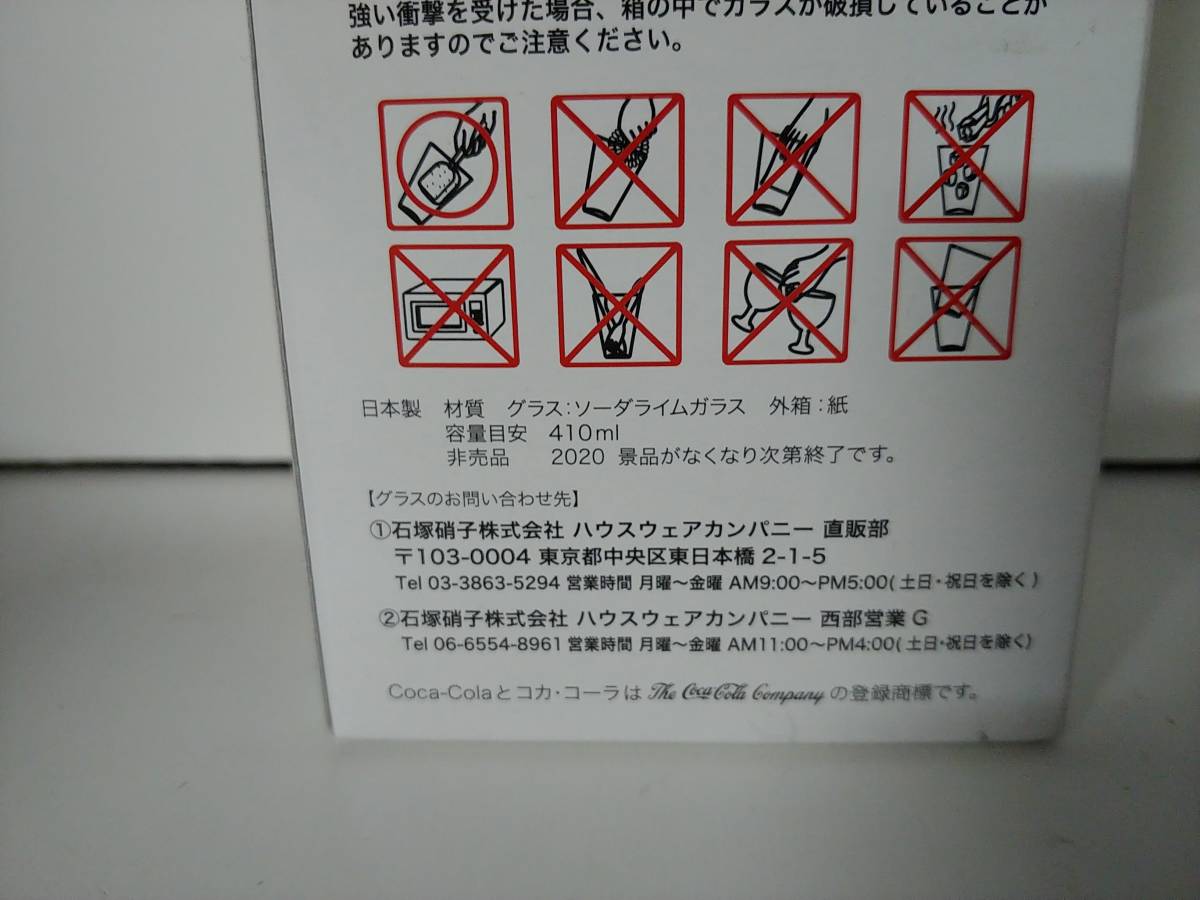 強い衝撃を受けた場合、箱の中でガラスが破損していることが
ありますのでご注意ください。
日本製 材質 グラス:ソーダライムガラス 外箱:紙
容量目安 410ml
非売品 2020 景品がなくなり次第終了です。
【グラスのお問い合わせ先】
①石塚硝子株式会社 ハウスウェアカンパニー 直販部
〒103-0004 東京都中央区東日本橋 2-1-5
Tel 03-3863-5294 営業時間 月曜〜金曜 AM9:00〜PM5:00(土日・祝日を除く)
②石塚硝子株式会社 ハウスウェアカンパニー 西部営業 G
Tel 06-6554-8961 営業時間 月曜〜金曜 AM11:00〜PM4:00(土日・祝日を除く)
Coca-Colaとコカ・コーラは The Coca-Cola Company の登録商標です。